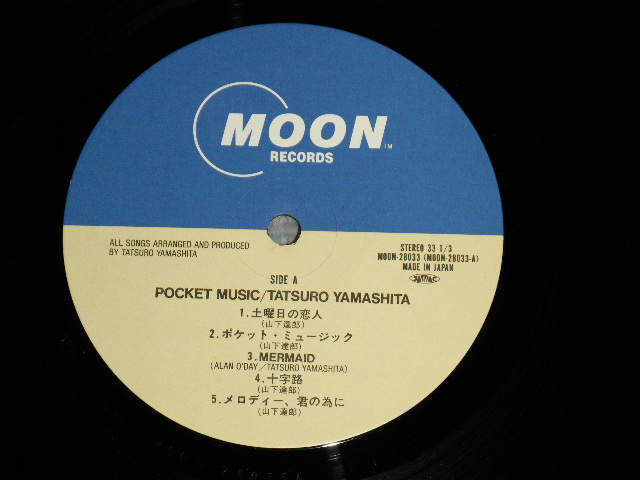 MOON TM
RECORDS
ALL SONGS ARRANGED AND PRODUCED
BY TATSURO YAMASHITA
STEREO 33 1/3
MOON-28033 (MOON-28033-A)
MADE IN JAPAN
SIDE A
POCKET MUSIC/TATSURO YAMASHITA
1.土曜日の恋人
(山下達郎)
2.ポケット・ミュージック
(山下達郎)
3.MERMAID
(ALAN O'DAY/TATSURO YAMASHITA)
4.十字路
(山下達郎)
5.メロディー、君の為に
(山下達郎)